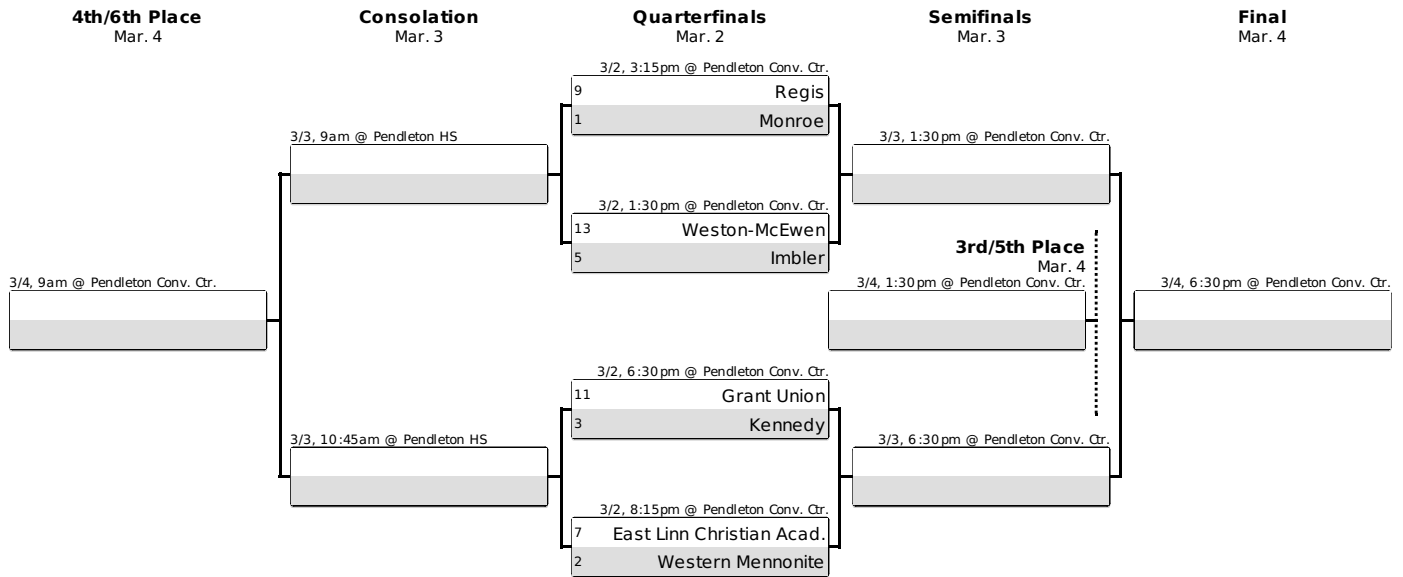 4th/6th Place
Mar. 4
Consolation
Mar. 3
Quarterfinals
Mar. 2
Semifinals
Mar. 3
Final
Mar. 4
3/2, 3:15pm @ Pendleton Conv. Ctr.
9 Regis
1 Monroe
3/3, 9am @ Pendleton HS
3/3, 1:30pm @ Pendleton Conv. Ctr.
3/2, 1:30pm @ Pendleton Conv. Ctr.
13 Weston-McEwen
5 Imbler
3rd/5th Place
Mar. 4
3/4, 9am @ Pendleton Conv. Ctr.
3/4, 1:30pm @ Pendleton Conv. Ctr.
3/4, 6:30pm @ Pendleton Conv. Ctr.
3/2, 6:30pm @ Pendleton Conv. Ctr.
11 Grant Union
3 Kennedy
3/3, 10:45am @ Pendleton HS
3/3, 6:30pm @ Pendleton Conv. Ctr.
3/2, 8:15pm @ Pendleton Conv. Ctr.
7 East Linn Christian Acad.
2 Western Mennonite